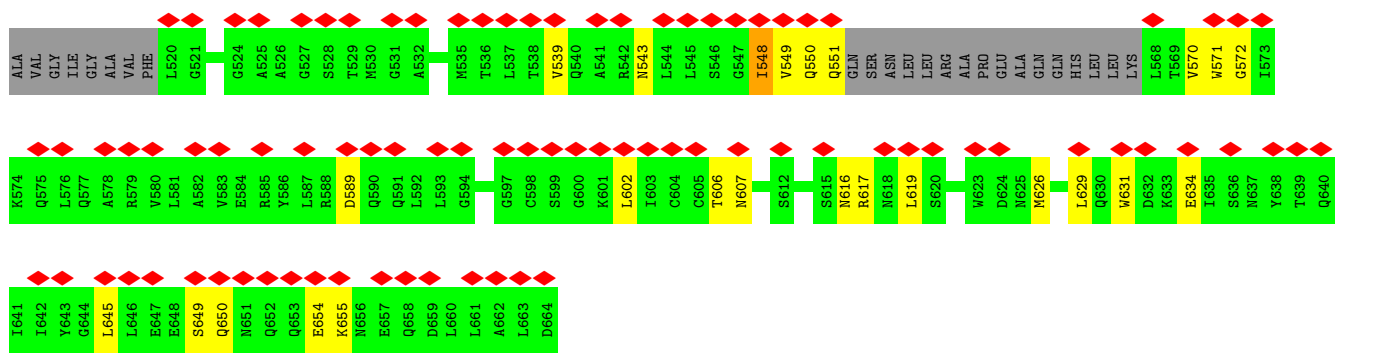 ALA VAL GLY ILE GLY ALA VAL PHE L520 G521 G524 A525 A526 G527 S528 T529 M530 G531 A532 M535 T536 L537 T538 V539 Q540 A541 R542 N543 L544 L545 S546 G547 I548 V549 Q550 Q551 GLN SER ASN LEU LEU ARG ALA PRO GLU ALA GLN GLN HIS LEU LEU LYS L568 T569 V570 W571 G572 I573
K574 Q575 L576 Q577 A578 R579 V580 L581 A582 V583 E584 R585 Y586 L587 R588 D589 Q590 Q591 L592 L593 G594 G597 C598 S599 G600 K601 L602 I603 C604 C605 T606 N607 S612 S615 N616 R617 N618 L619 S620 W623 D624 N625 M626 L629 Q630 W631 D632 K633 E634 I635 S636 N637 Y638 T639 Q640
I641 I642 Y643 G644 L645 L646 E647 E648 S649 Q650 N651 Q652 Q653 E654 K655 N656 E657 Q658 D659 L660 L661 A662 L663 D664